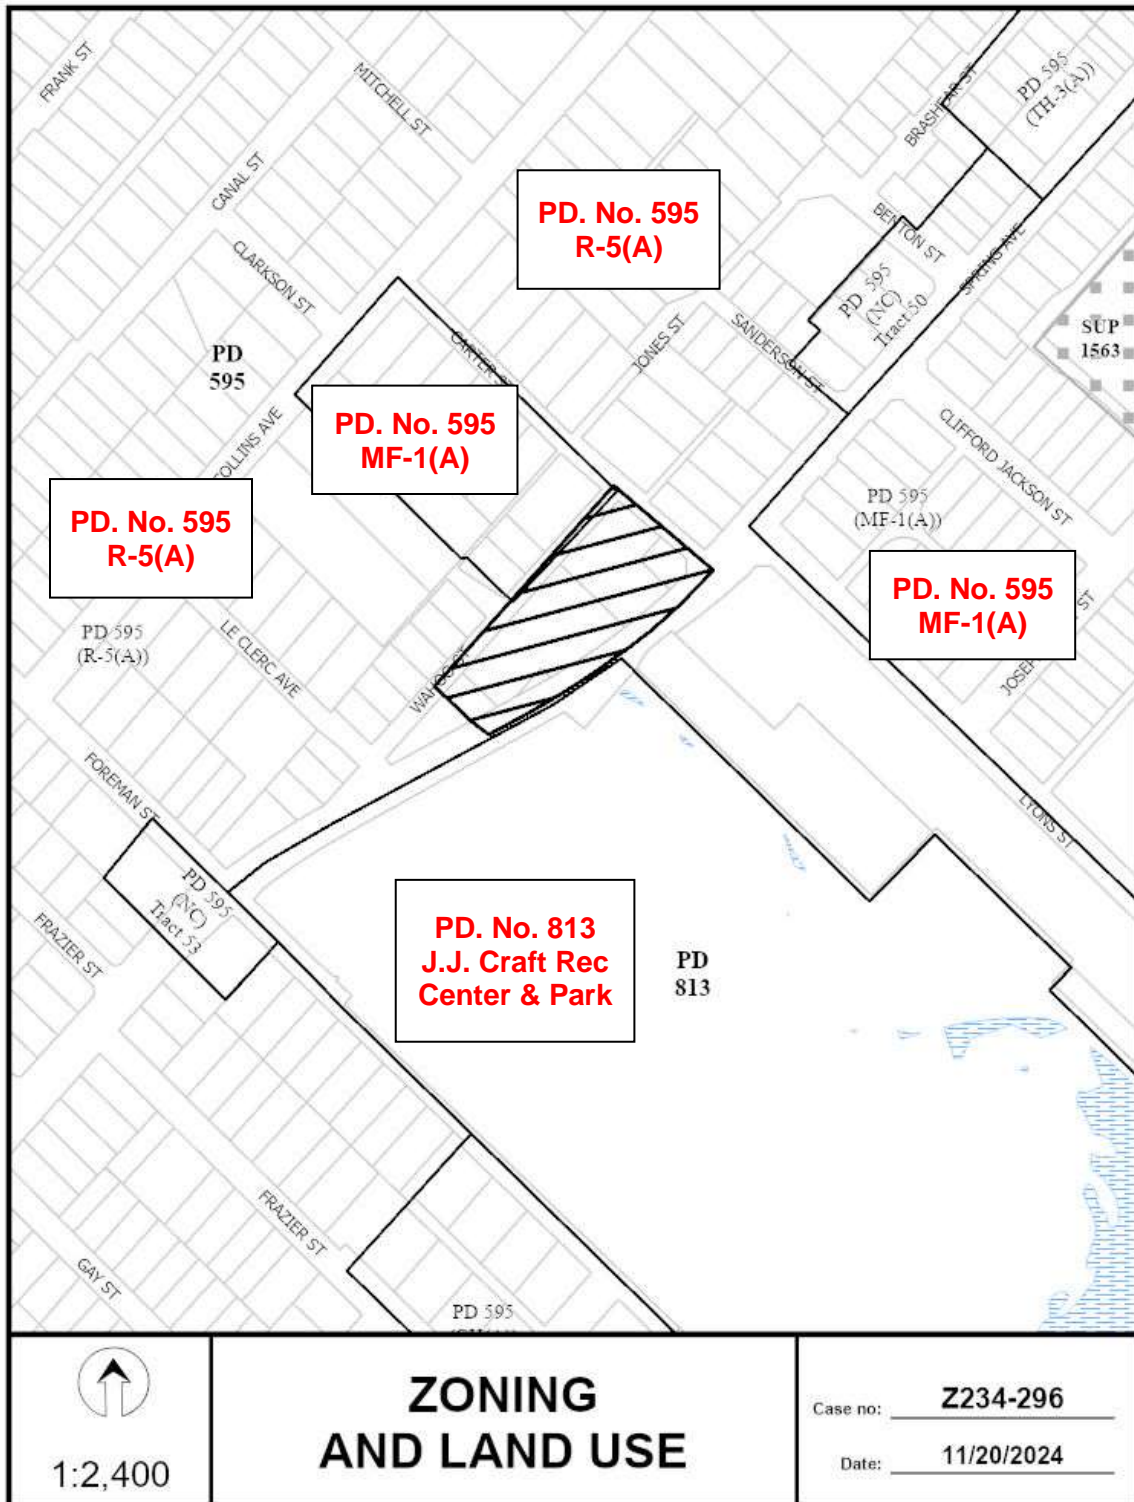 FRANK ST
MITCHELL ST
BRASHEAR ST
PD 595
(TH-3(A))
CANAL ST
PD. No. 595
R-5(A)
BENTON ST
CLARKSON ST
SPRING AVE
PD 595
(NC)
Tract 50
SUP
1563
JONES ST
SANDERSON ST
CARTER S
PD
595
PD. No. 595
MF-1(A)
COLLINS AVE
CLIFFORD JACKSON ST
PD. No. 595
R-5(A)
PD 595
(MF-1(A))
PD. No. 595
MF-1(A)
PD 595
(R-5(A))
LE CLERC AVE
ST
FOREMAN ST
LYONS ST
PD 595
(NC)
Tract 53
FRAZIER ST
PD. No. 813
J.J. Craft Rec
Center & Park
PD
813
FRAZIER ST
GAY ST
PD 595
1:2,400
ZONING
AND LAND USE
Case no: Z234-296
Date: 11/20/2024